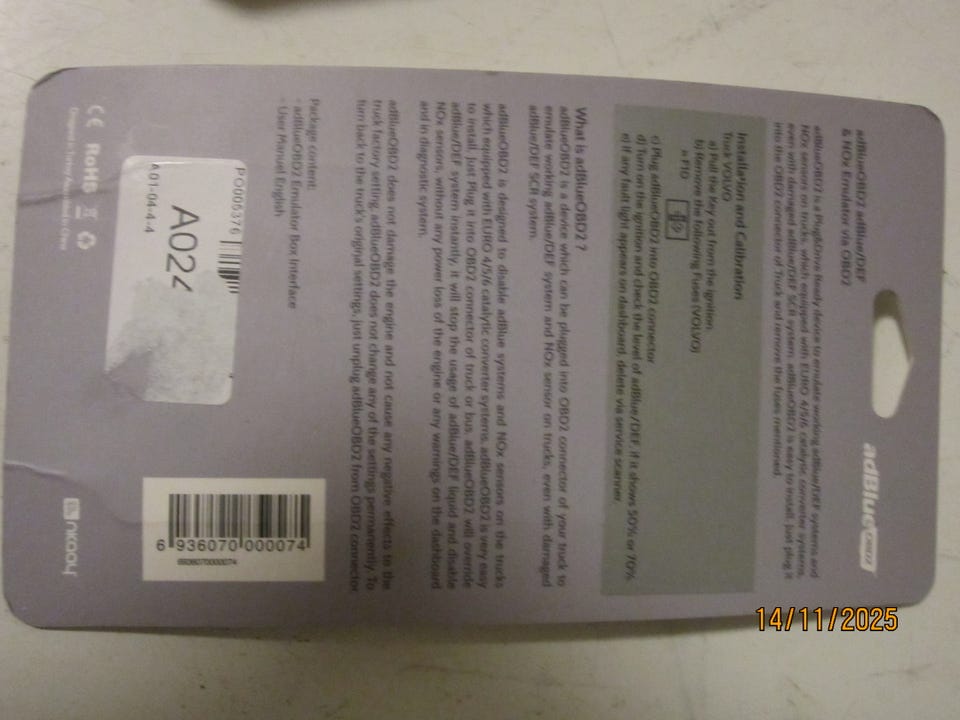 adBlueOBD2
adBlueOBD2 adBlue/DEF
& NOx Emulator via OBD2
adBlueOBD2 is a Plug&Drive Ready device to emulate working adBlue/DEF systems and
NOx sensors on trucks, which equipped with EURO 4/5/6 catalytic converter systems,
even with damaged adBlue/DEF SCR system. adBlueOBD2 is easy to install, just plug it
into the OBD2 connector of Truck and remove the fuses mentioned.
Installation and Calibration
Truck VOLVO
a) Pull the Key out from the ignition
b) Remove the following Fuses (VOLVO)
= F10
c) Plug adBlueOBD2 into OBD2 connector
d) Turn on the ignition and check the level of adBlue/DEF, if it shows 50% or 70%
e) If any fault light appears on dashboard, delete via service scanner
What is adBlueOBD2 ?
adBlueOBD2 is a device which can be plugged into OBD2 connector of your truck to
emulate working adBlue/DEF system and NOx sensor on trucks, even with damaged
adBlue/DEF SCR system.
adBlueOBD2 is designed to disable adBlue systems and NOx sensors on the trucks
which equipped with EURO 4/5/6 catalytic converter systems. adBlueOBD2 is very easy
to install, just Plug it into OBD2 connector of truck or bus. adBlueOBD2 will override
adBlue/DEF system instantly, it will stop the usage of adBlue/DEF liquid and disable
NOx sensors, without any power loss of the engine or any warnings on the dashboard
and in diagnostic system.
adBlueOBD2 does not damage the engine and not cause any negative effects to the
truck factory setting. adBlueOBD2 does not change any of the settings permanently. To
turn back to the truck's original settings, just unplug adBlueOBD2 from OBD2 connector
Package content:
- adBlueOBD2 Emulator Box Interface
- User Manual English
PO005376
A024
A01-04-4-4
6 936070 000074
6936070000074
CE RoHS